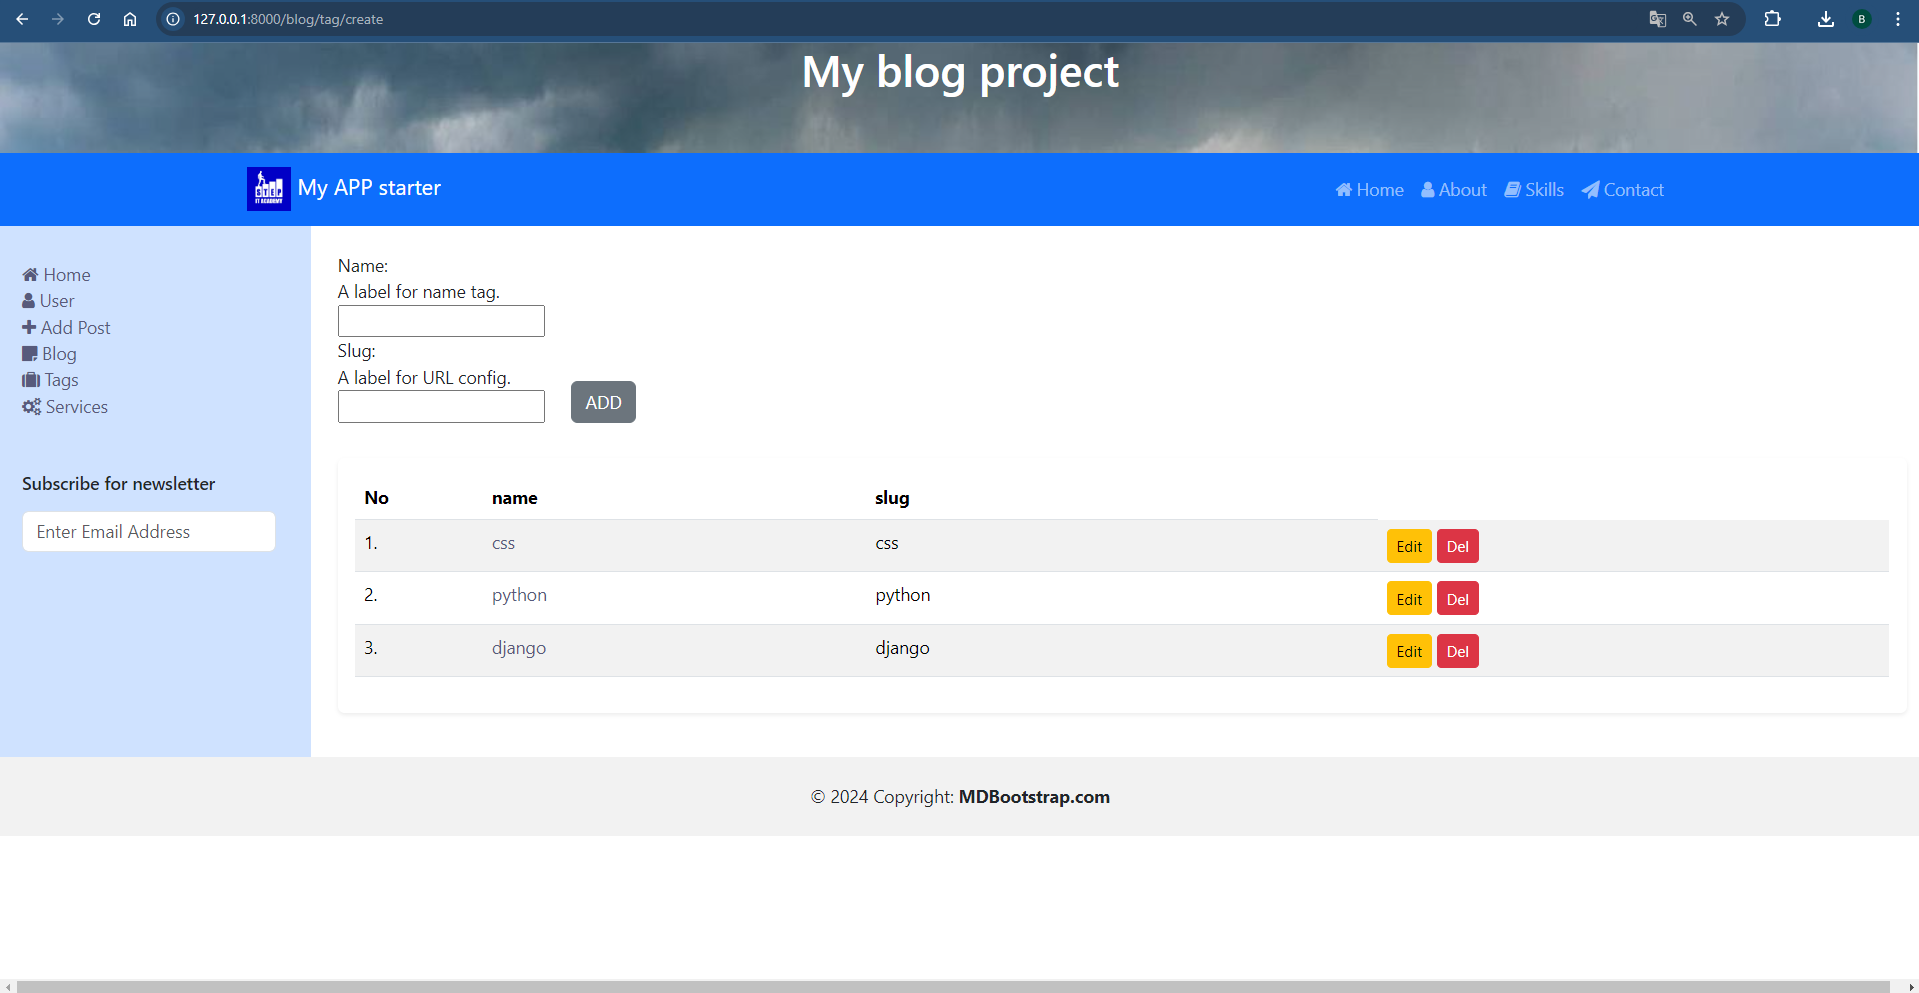 127.0.0.1:8000/blog/tag/create
B
My blog project
STEP
IT ACADEMY
My APP starter
Home About Skills Contact
Home
User
Add Post
Blog
Tags
Services
Subscribe for newsletter
Enter Email Address
Name:
A label for name tag.
Slug:
A label for URL config.
ADD
No name slug
1. css css Edit Del
2. python python Edit Del
3. django django Edit Del
© 2024 Copyright: MDBootstrap.com